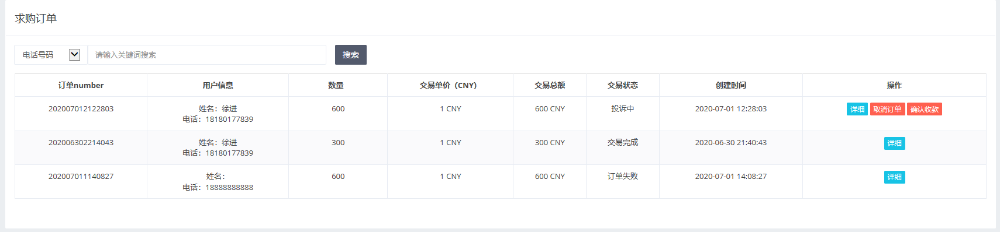 求购订单
电话号码 请输入关键词搜索 搜索
订单number 用户信息 数量 交易单价（CNY） 交易总额 交易状态 创建时间 操作
202007012122803 姓名：徐进 600 1 CNY 600 CNY 投诉中 2020-07-01 12:28:03 详细 取消订单 确认收款
电话：18180177839
202006302214043 姓名：徐进 300 1 CNY 300 CNY 交易完成 2020-06-30 21:40:43 详细
电话：18180177839
202007011140827 姓名： 600 1 CNY 600 CNY 订单失败 2020-07-01 14:08:27 详细
电话：18888888888